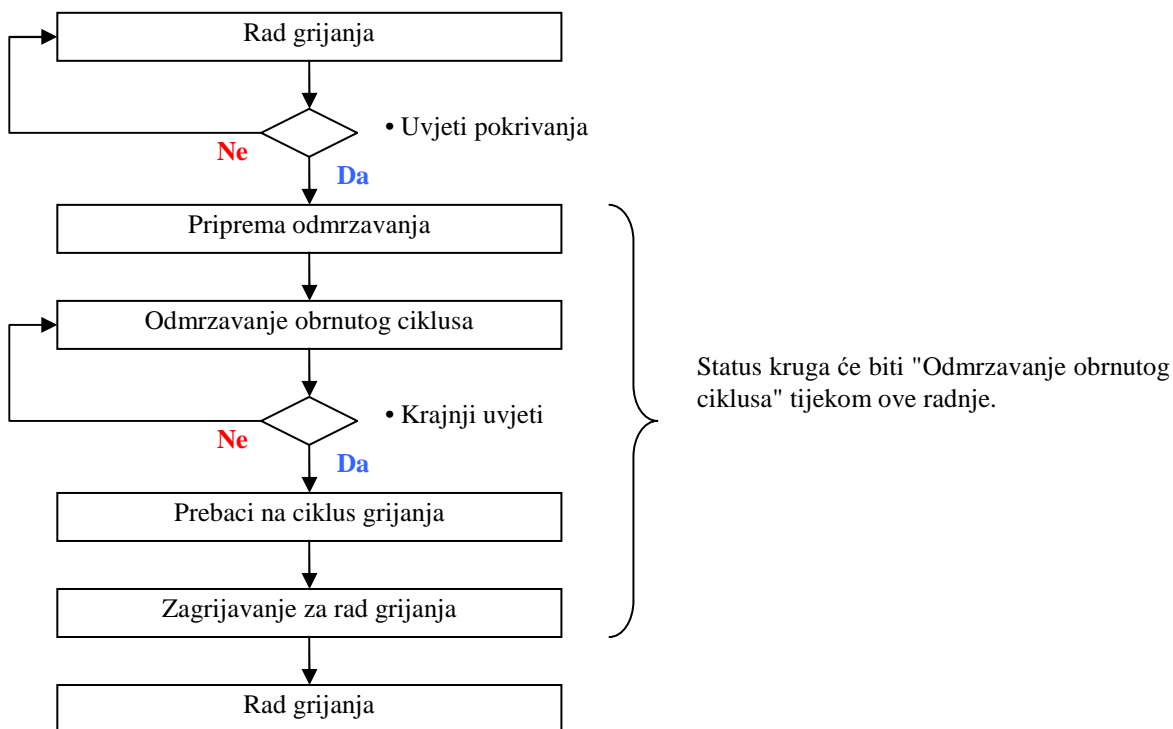 Rad grijanja
• Uvjeti pokrivanja
Ne
Da
Priprema odmrzavanja
Odmrzavanje obrnutog ciklusa
Status kruga će biti "Odmrzavanje obrnutog
ciklusa" tijekom ove radnje.
• Krajnji uvjeti
Ne
Da
Prebaci na ciklus grijanja
Zagrijavanje za rad grijanja
Rad grijanja